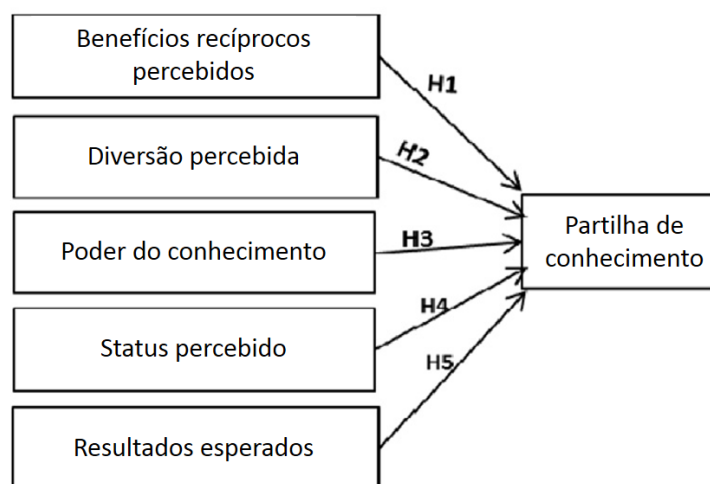 Benefícios recíprocos
percebidos
H1
Diversão percebida
H2
Poder do conhecimento
H3
Partilha de
conhecimento
Status percebido
H4
H5
Resultados esperados